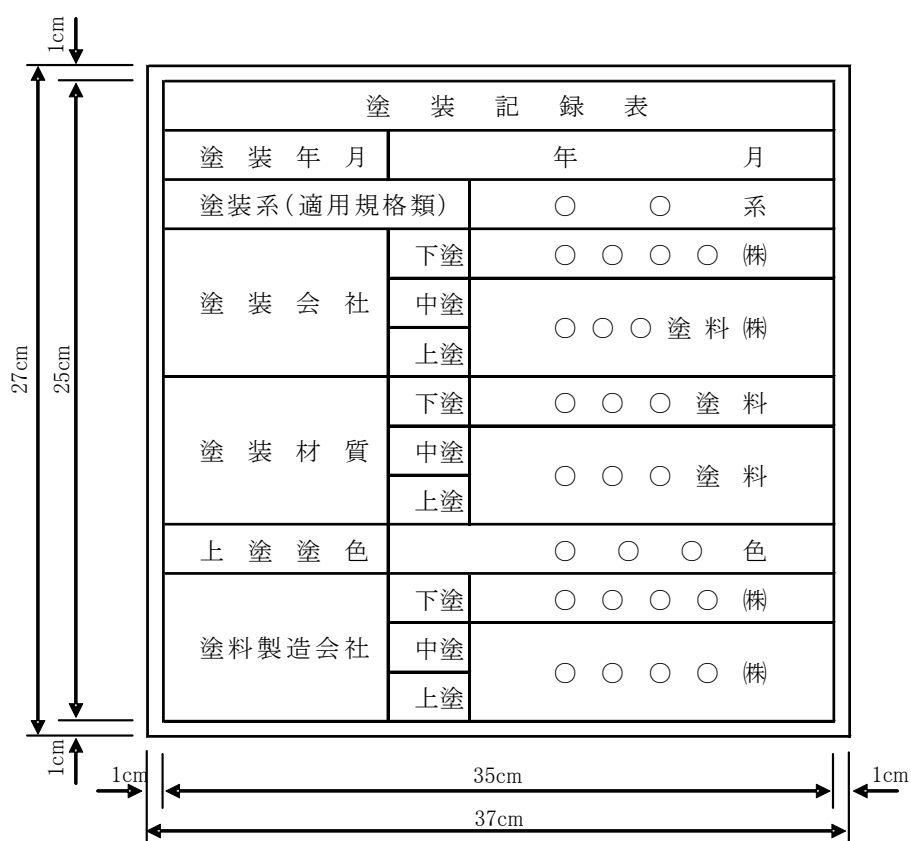 1cm
塗装記録表
塗装年月 年 月
塗装系(適用規格類) ○ ○ 系
塗装会社 下塗 ○○○○㈱
中塗 ○○○塗料㈱
上塗
塗装材質 下塗 ○○○塗料
中塗 ○○○塗料
上塗
上塗塗色 ○○○色
塗料製造会社 下塗 ○○○○㈱
中塗 ○○○○㈱
上塗
27cm
25cm
1cm
1cm
35cm
1cm
37cm